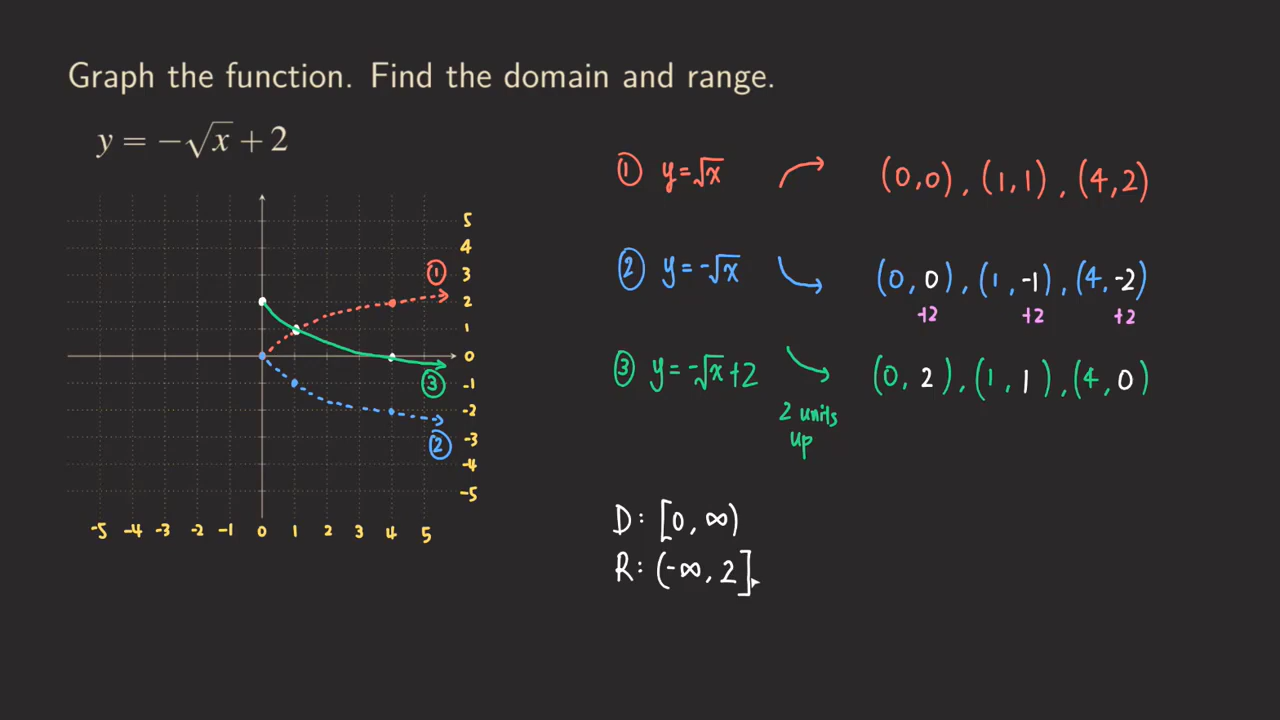 Graph the function. Find the domain and range.
y = −√x + 2
① y=√x (0,0), (1,1), (4,2)
② y=-√x (0, 0), (1, -1), (4, -2)
+2 +2 +2
③ y=-√x+2 (0, 2), (1, 1), (4, 0)
2 units
up
D: [0, ∞)
R: (-∞, 2]
5
4
① 3
2
1
0
③ -1
-2
② -3
-4
-5
-5 -4 -3 -2 -1 0 1 2 3 4 5